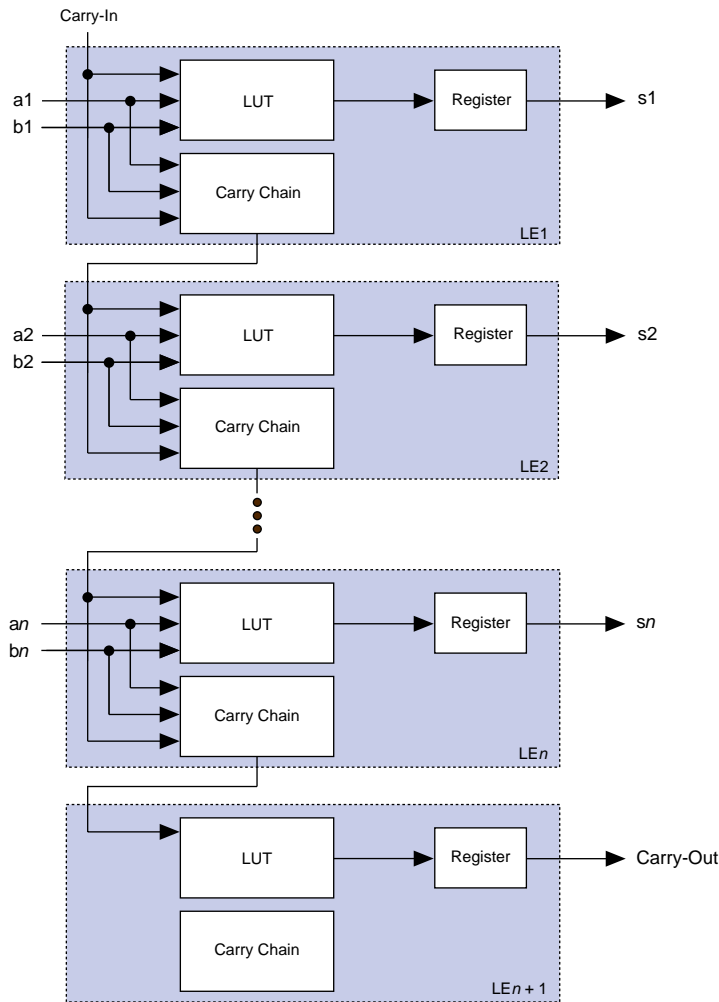 Carry-In
a1
b1
LUT
Register
s1
Carry Chain
LE1
a2
b2
LUT
Register
s2
Carry Chain
LE2
an
bn
LUT
Register
sn
Carry Chain
LEn
LUT
Register
Carry-Out
Carry Chain
LEn + 1